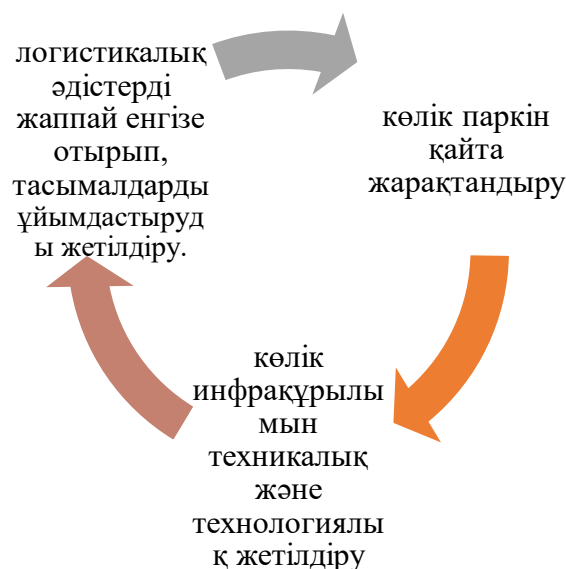 логистикалық
әдістерді
жаппай енгізе
отырып,
тасымалдарды
ұйымдастыруд
ы жетілдіру.
көлік паркін
қайта
жарақтандыру
көлік
инфрақұрылы
мын
техникалық
және
технологиялы
қ жетілдіру